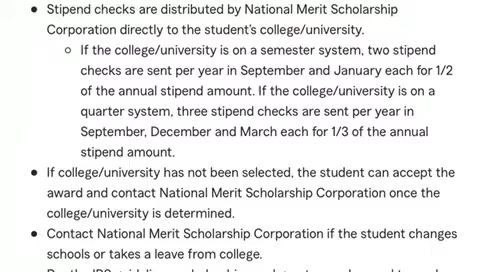 • Stipend checks are distributed by National Merit Scholarship
Corporation directly to the student's college/university.
○ If the college/university is on a semester system, two stipend
checks are sent per year in September and January each for 1/2
of the annual stipend amount. If the college/university is on a
quarter system, three stipend checks are sent per year in
September, December and March each for 1/3 of the annual
stipend amount.
• If college/university has not been selected, the student can accept the
award and contact National Merit Scholarship Corporation once the
college/university is determined.
• Contact National Merit Scholarship Corporation if the student changes
schools or takes a leave from college.